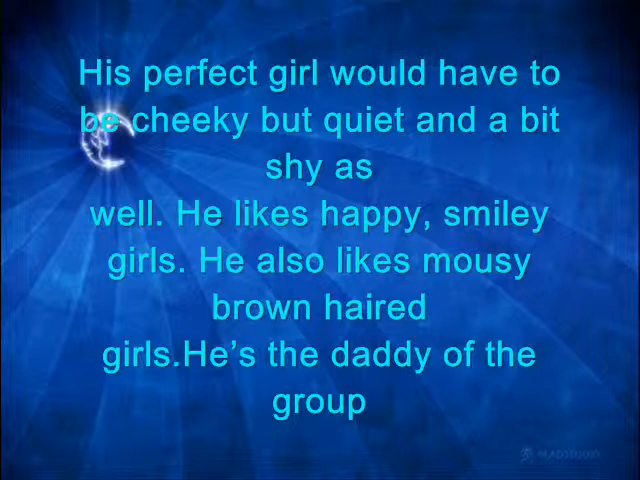 His perfect girl would have to
be cheeky but quiet and a bit
shy as
well. He likes happy, smiley
girls. He also likes mousy
brown haired
girls.He’s the daddy of the
group